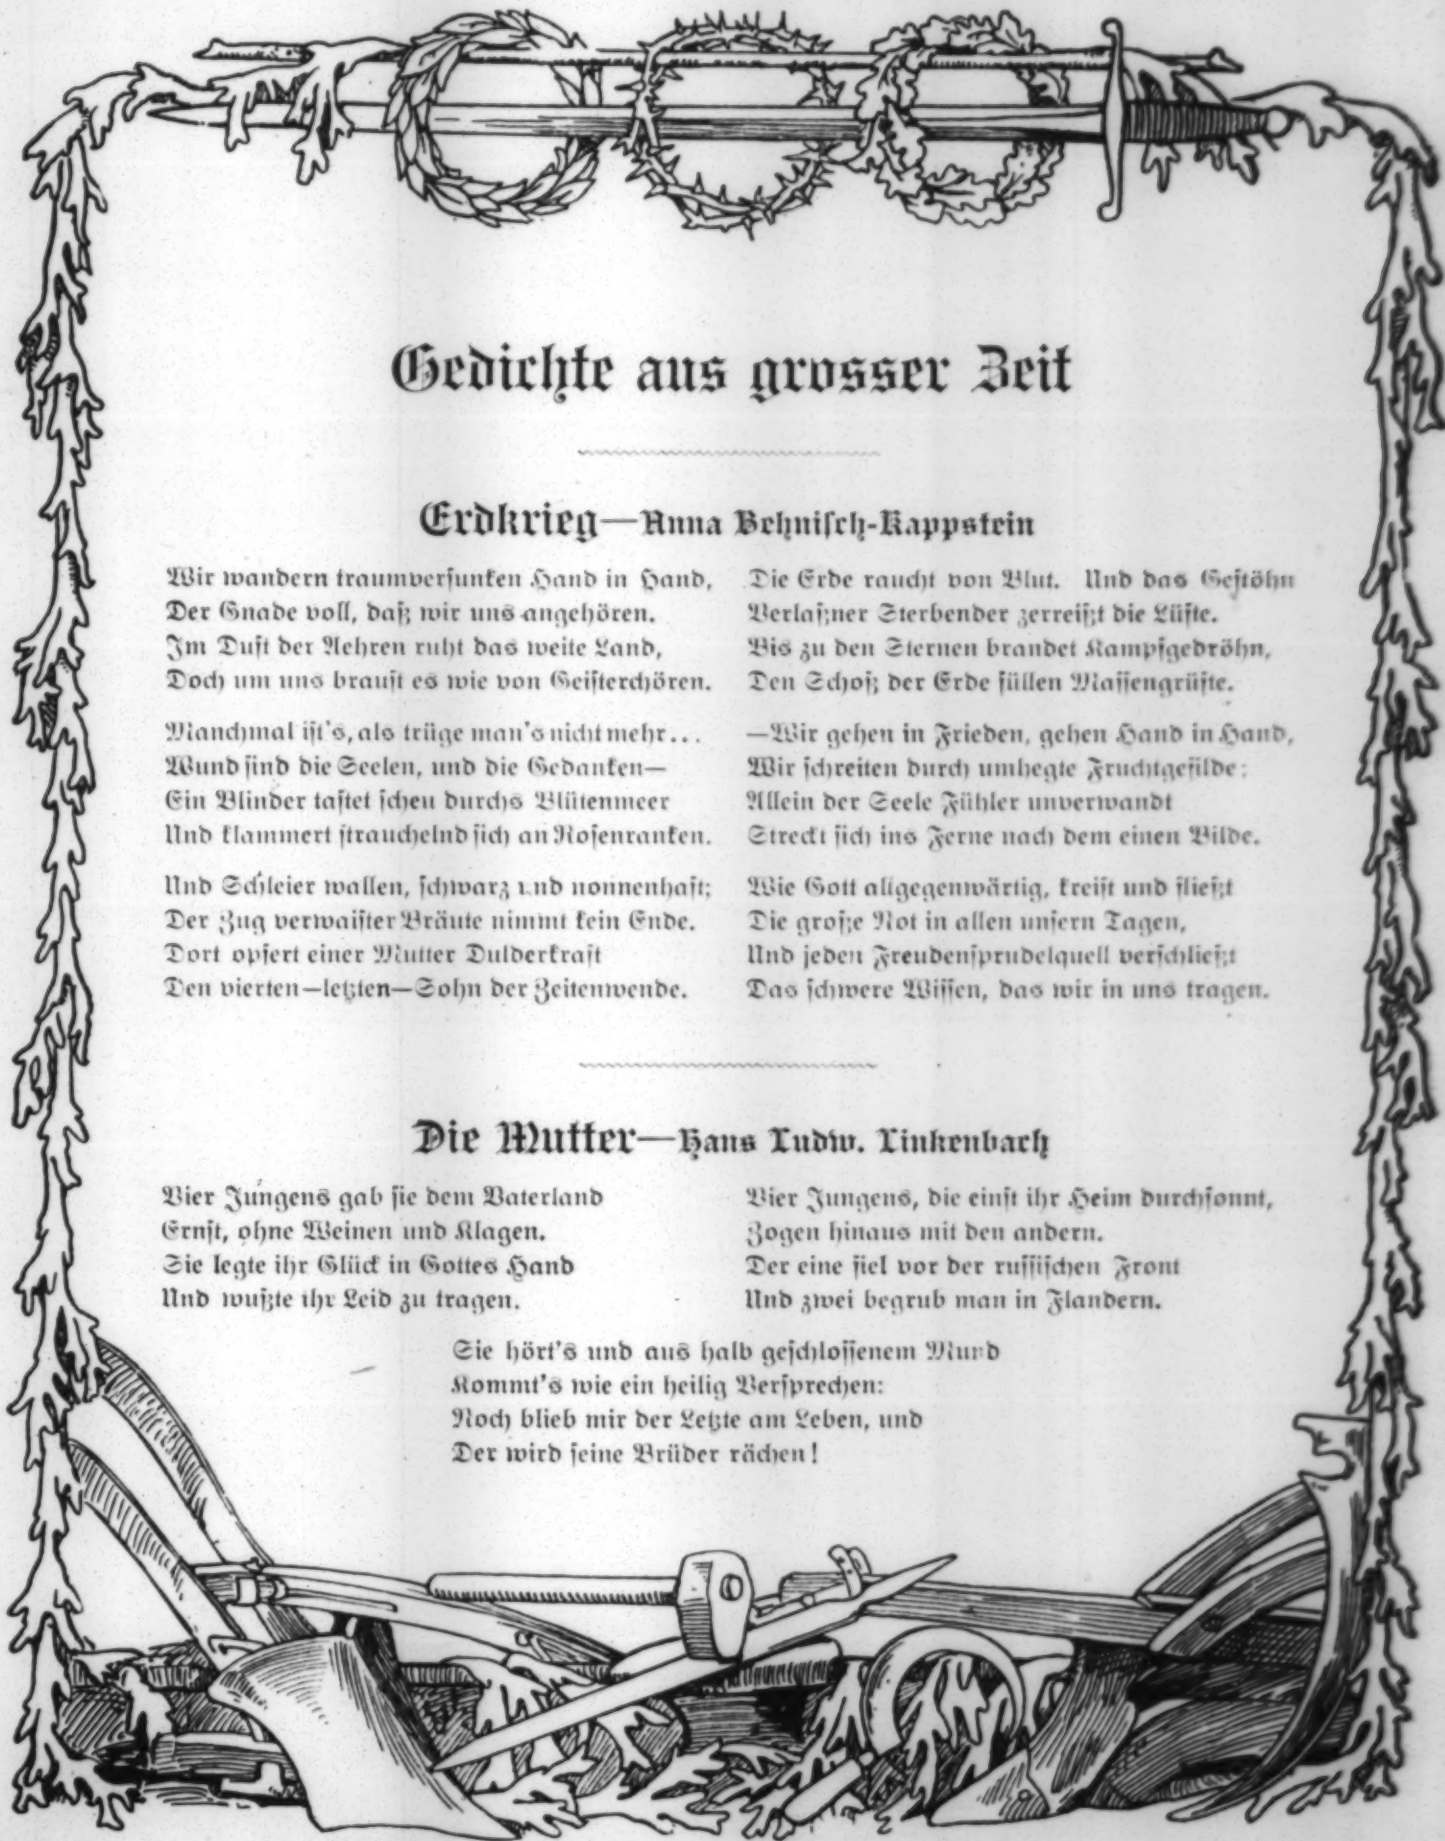 Gedichte aus grosser Zeit
Erdkrieg—Anna Behnisch-Kappstein
Wir wandern traumversunken Hand in Hand,
Der Gnade voll, daß wir uns angehören.
Im Duft der Aehren ruht das weite Land,
Doch um uns braust es wie von Geisterchören.
Manchmal ist's, als trüge man's nicht mehr...
Wund sind die Seelen, und die Gedanken—
Ein Blinder tastet scheu durchs Blütenmeer
Und klammert strauchelnd sich an Rosenranken.
Und Schleier wallen, schwarz und nonnenhaft;
Der Zug verwaister Bräute nimmt kein Ende.
Dort opfert einer Mutter Dulderkraft
Den vierten—letzten—Sohn der Zeitenwende.
Die Erde raucht von Blut. Und das Gestöhn
Verlaßner Sterbender zerreißt die Lüfte.
Bis zu den Sternen brandet Kampfgedröhn,
Den Schoß der Erde füllen Massengrüfte.
—Wir gehen in Frieden, gehen Hand in Hand,
Wir schreiten durch umhegte Fruchtgefilde:
Allein der Seele Fühler unverwandt
Streckt sich ins Ferne nach dem einen Bilde.
Wie Gott allgegenwärtig, kreist und fließt
Die große Not in allen unsern Tagen,
Und jeden Freudensprudelquell verschließt
Das schwere Wissen, das wir in uns tragen.
Die Mutter—Hans Ludw. Linkenbach
Vier Jungens gab sie dem Vaterland
Ernst, ohne Weinen und Klagen.
Sie legte ihr Glück in Gottes Hand
Und wußte ihr Leid zu tragen.
Vier Jungens, die einst ihr Heim durchsonnt,
Zogen hinaus mit den andern.
Der eine fiel vor der russischen Front
Und zwei begrub man in Flandern.
Sie hört's und aus halb geschlossenem Mund
Kommt's wie ein heilig Versprechen:
Noch blieb mir der Letzte am Leben, und
Der wird seine Brüder rächen!